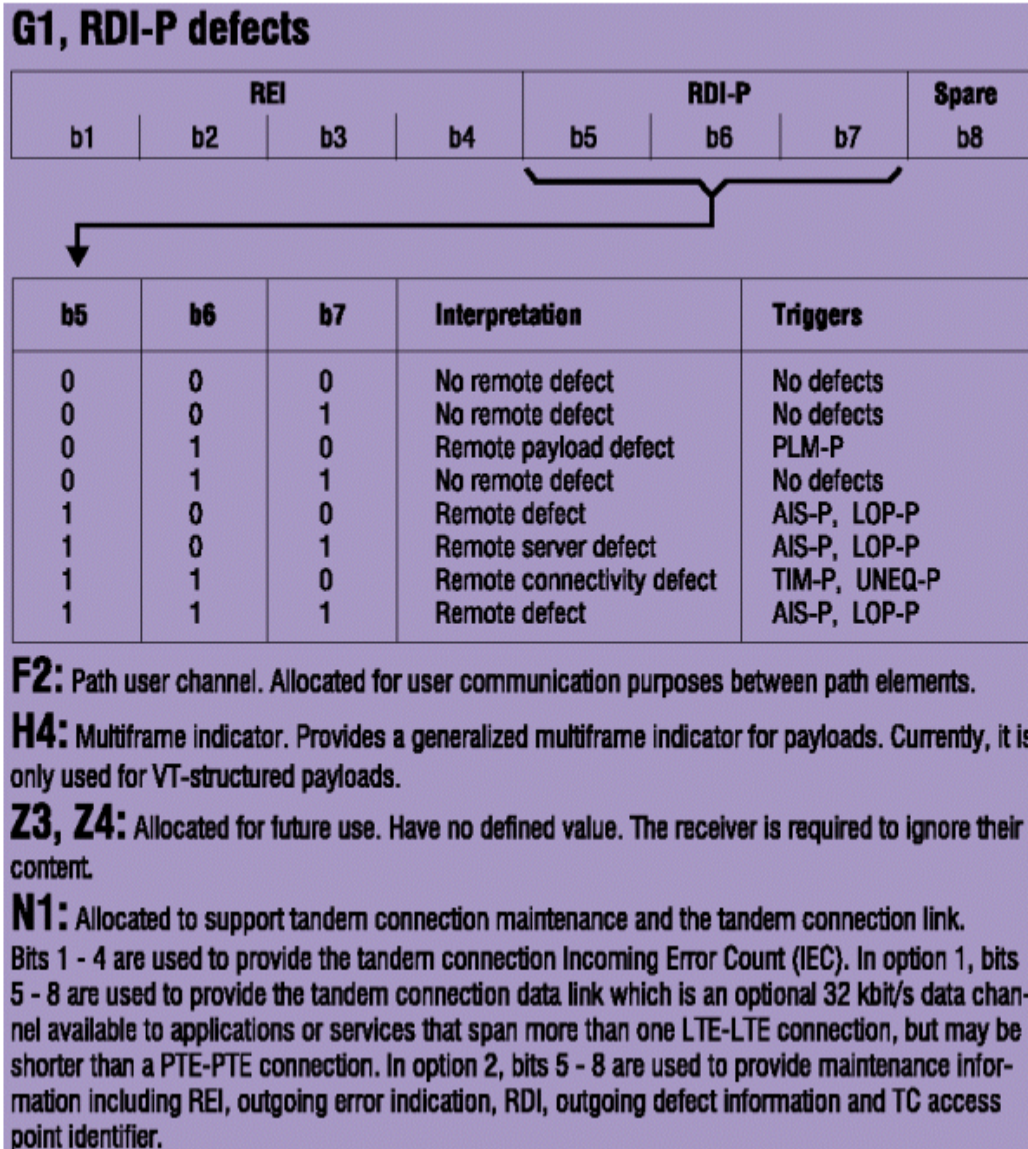 G1, RDI-P defects
REI RDI-P Spare
b1 b2 b3 b4 b5 b6 b7 b8
b5 b6 b7 Interpretation Triggers
0 0 0 No remote defect No defects
0 0 1 No remote defect No defects
0 1 0 Remote payload defect PLM-P
0 1 1 No remote defect No defects
1 0 0 Remote defect AIS-P, LOP-P
1 0 1 Remote server defect AIS-P, LOP-P
1 1 0 Remote connectivity defect TIM-P, UNEQ-P
1 1 1 Remote defect AIS-P, LOP-P
F2: Path user channel. Allocated for user communication purposes between path elements.
H4: Multiframe indicator. Provides a generalized multiframe indicator for payloads. Currently, it is
only used for VT-structured payloads.
Z3, Z4: Allocated for future use. Have no defined value. The receiver is required to ignore their
content.
N1: Allocated to support tandem connection maintenance and the tandem connection link.
Bits 1 - 4 are used to provide the tandem connection Incoming Error Count (IEC). In option 1, bits
5 - 8 are used to provide the tandem connection data link which is an optional 32 kbit/s data chan-
nel available to applications or services that span more than one LTE-LTE connection, but may be
shorter than a PTE-PTE connection. In option 2, bits 5 - 8 are used to provide maintenance infor-
mation including REI, outgoing error indication, RDI, outgoing defect information and TC access
point identifier.